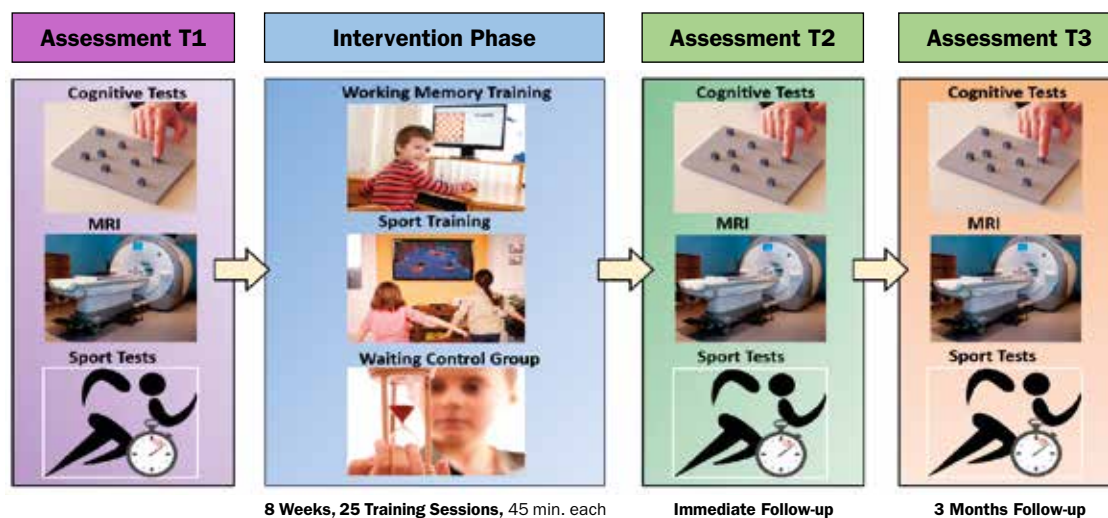 Assessment T1
Intervention Phase
Assessment T2
Assessment T3
Cognitive Tests
MRI
Sport Tests
Working Memory Training
Sport Training
Waiting Control Group
Cognitive Tests
MRI
Sport Tests
Cognitive Tests
MRI
Sport Tests
8 Weeks, 25 Training Sessions, 45 min. each
Immediate Follow-up
3 Months Follow-up